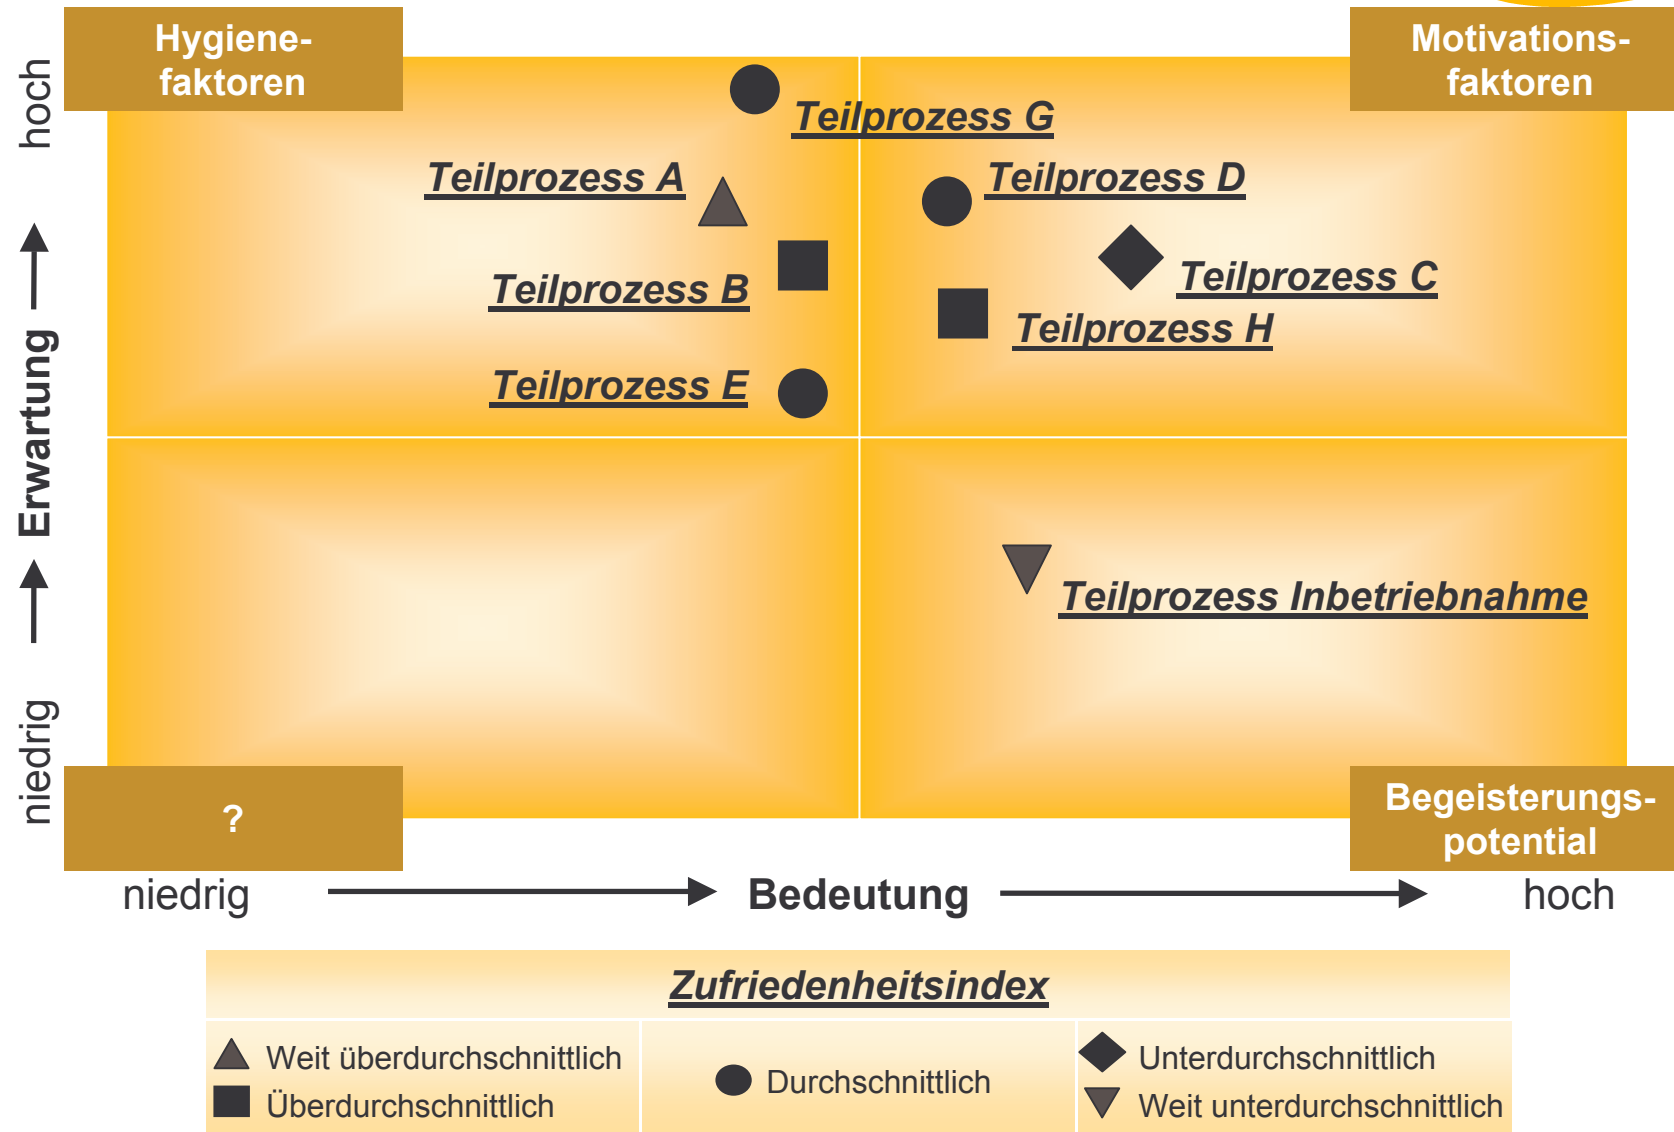 Hygiene-
faktoren
Motivations-
faktoren
hoch
Teilprozess G
Teilprozess A
Teilprozess D
Teilprozess B
Teilprozess C
Teilprozess H
Teilprozess E
Erwartung
Teilprozess Inbetriebnahme
niedrig
?
Begeisterungs-
potential
niedrig
Bedeutung
hoch
Zufriedenheitsindex
Weit überdurchschnittlich
Überdurchschnittlich
Durchschnittlich
Unterdurchschnittlich
Weit unterdurchschnittlich